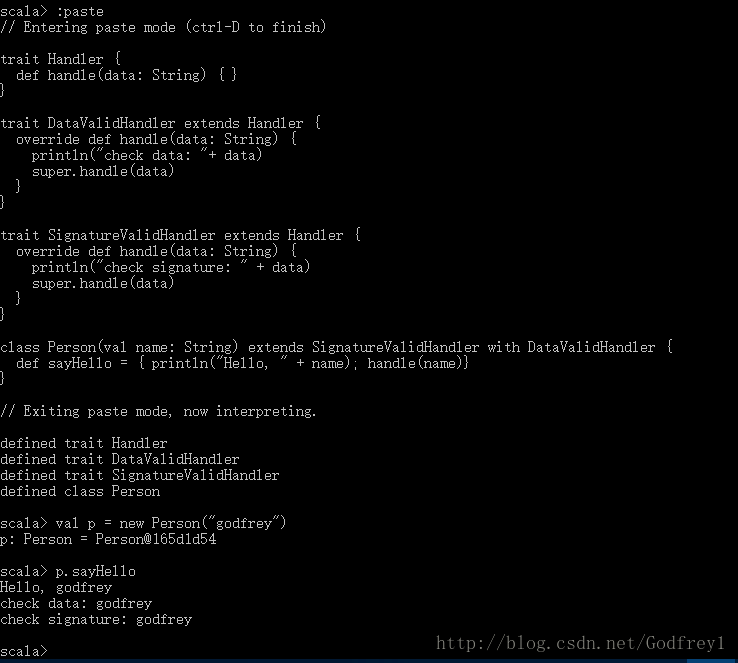 scala> :paste
// Entering paste mode (ctrl-D to finish)
trait Handler {
  def handle(data: String) { }
}
trait DataValidHandler extends Handler {
  override def handle(data: String) {
    println("check data: "+ data)
    super.handle(data)
  }
}
trait SignatureValidHandler extends Handler {
  override def handle(data: String) {
    println("check signature: " + data)
    super.handle(data)
  }
}
class Person(val name: String) extends SignatureValidHandler with DataValidHandler {
  def sayHello = { println("Hello, " + name); handle(name)}
}
// Exiting paste mode, now interpreting.
defined trait Handler
defined trait DataValidHandler
defined trait SignatureValidHandler
defined class Person
scala> val p = new Person("godfrey")
p: Person = Person@165d1d54
scala> p.sayHello
Hello, godfrey
check data: godfrey
check signature: godfrey
scala>
http://blog.csdn.net/Godfrey1